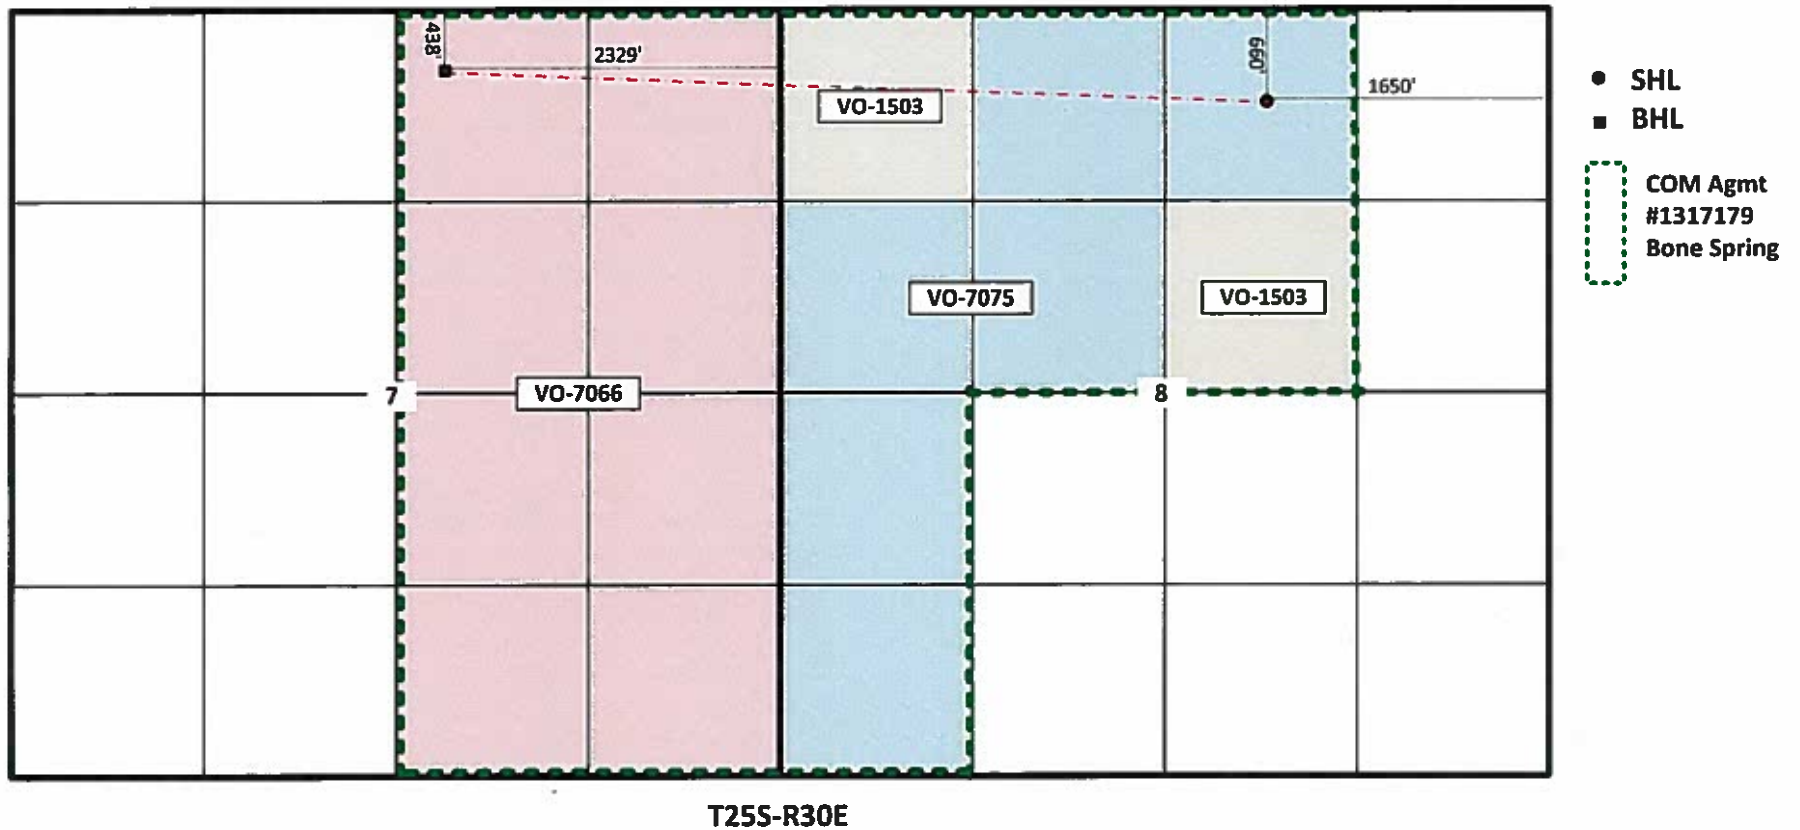 438'
2329'
660'
1650'
VO-1503
VO-7075
VO-1503
7
VO-7066
8
SHL
BHL
COM Agmt
#1317179
Bone Spring
T25S-R30E